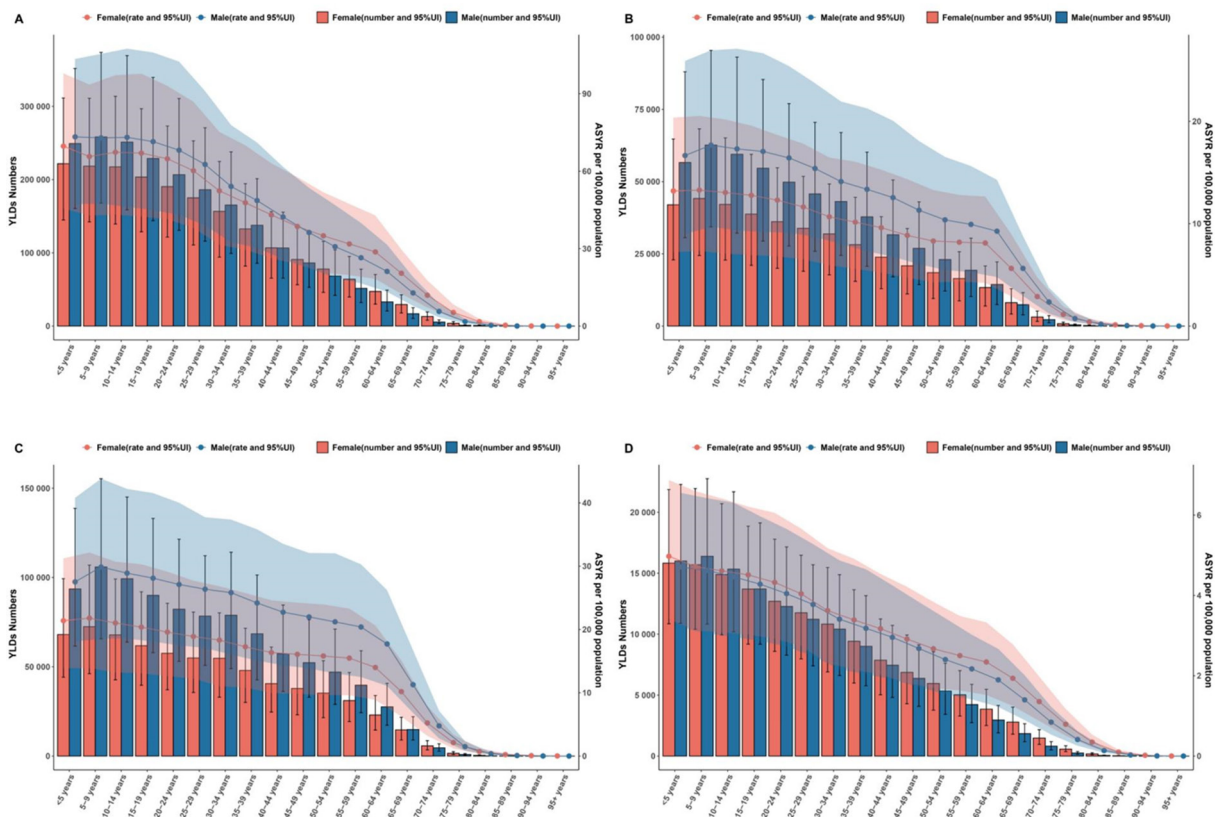 A
Female(rate and 95%UI) Male(rate and 95%UI) Female(number and 95%UI) Male(number and 95%UI)
YLDs Numbers
300 000
200 000
100 000
0
90
60
30
0
ASYR per 100,000 population
<5 years
5−9 years
10−14 years
15−19 years
20−24 years
25−29 years
30−34 years
35−39 years
40−44 years
45−49 years
50−54 years
55−59 years
60−64 years
65−69 years
70−74 years
75−79 years
80−84 years
85−89 years
90−94 years
95+ years
B
Female(rate and 95%UI) Male(rate and 95%UI) Female(number and 95%UI) Male(number and 95%UI)
YLDs Numbers
100 000
75 000
50 000
25 000
0
20
10
0
ASYR per 100,000 population
<5 years
5−9 years
10−14 years
15−19 years
20−24 years
25−29 years
30−34 years
35−39 years
40−44 years
45−49 years
50−54 years
55−59 years
60−64 years
65−69 years
70−74 years
75−79 years
80−84 years
85−89 years
90−94 years
95+ years
C
Female(rate and 95%UI) Male(rate and 95%UI) Female(number and 95%UI) Male(number and 95%UI)
YLDs Numbers
150 000
100 000
50 000
0
40
30
20
10
0
ASYR per 100,000 population
<5 years
5−9 years
10−14 years
15−19 years
20−24 years
25−29 years
30−34 years
35−39 years
40−44 years
45−49 years
50−54 years
55−59 years
60−64 years
65−69 years
70−74 years
75−79 years
80−84 years
85−89 years
90−94 years
95+ years
D
Female(rate and 95%UI) Male(rate and 95%UI) Female(number and 95%UI) Male(number and 95%UI)
YLDs Numbers
20 000
15 000
10 000
5 000
0
6
4
2
0
ASYR per 100,000 population
<5 years
5−9 years
10−14 years
15−19 years
20−24 years
25−29 years
30−34 years
35−39 years
40−44 years
45−49 years
50−54 years
55−59 years
60−64 years
65−69 years
70−74 years
75−79 years
80−84 years
85−89 years
90−94 years
95+ years